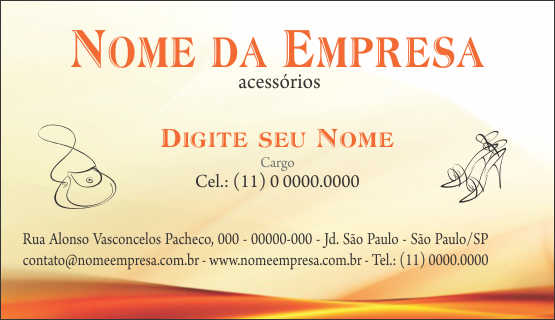 Nome da Empresa
acessórios
Digite seu Nome
Cargo
Cel.: (11) 0 0000.0000
Rua Alonso Vasconcelos Pacheco, 000 - 00000-000 - Jd. São Paulo - São Paulo/SP
contato@nomeempresa.com.br - www.nomeempresa.com.br - Tel.: (11) 0000.0000